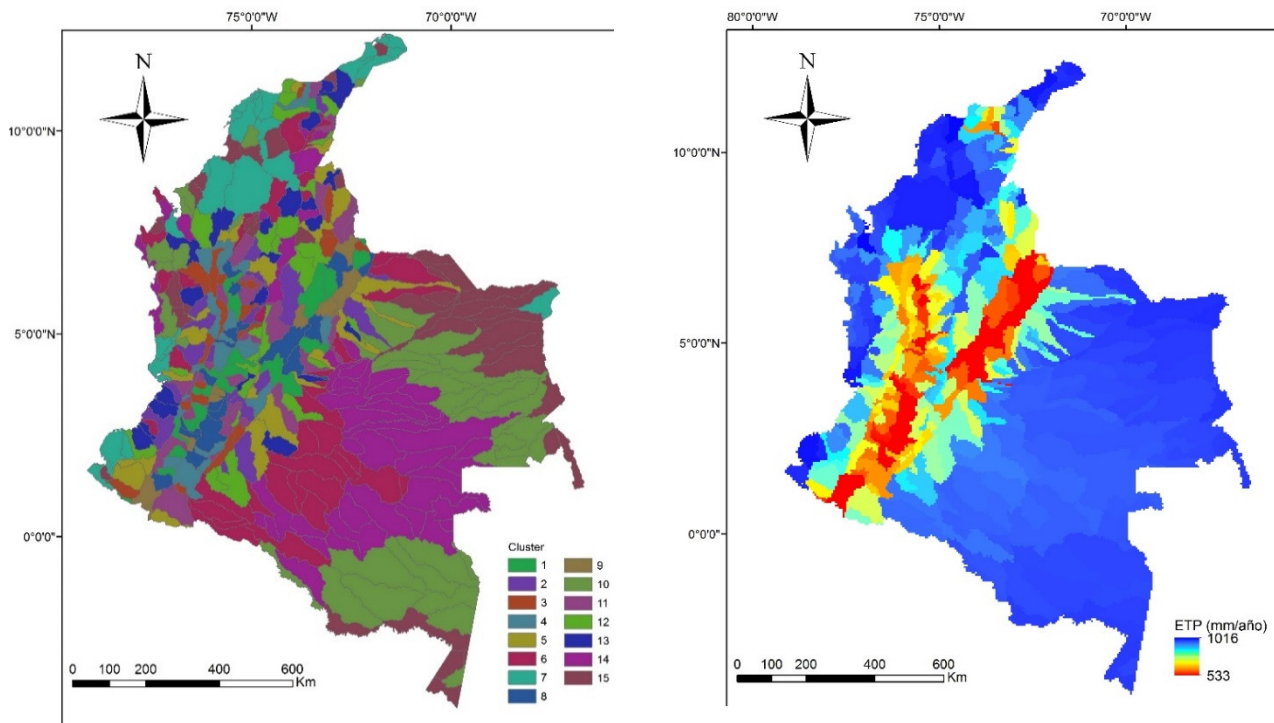 75°0'0"W 70°0'0"W
N
10°0'0"N
5°0'0"N
0°0'0"
Cluster
1 9
2 10
3 11
4 12
5 13
6 14
7 15
8
0 100 200 400 600
Km
80°0'0"W 75°0'0"W 70°0'0"W
N
10°0'0"N
5°0'0"N
0°0'0"
ETP (mm/año)
1016
533
0 100 200 400 600
Km